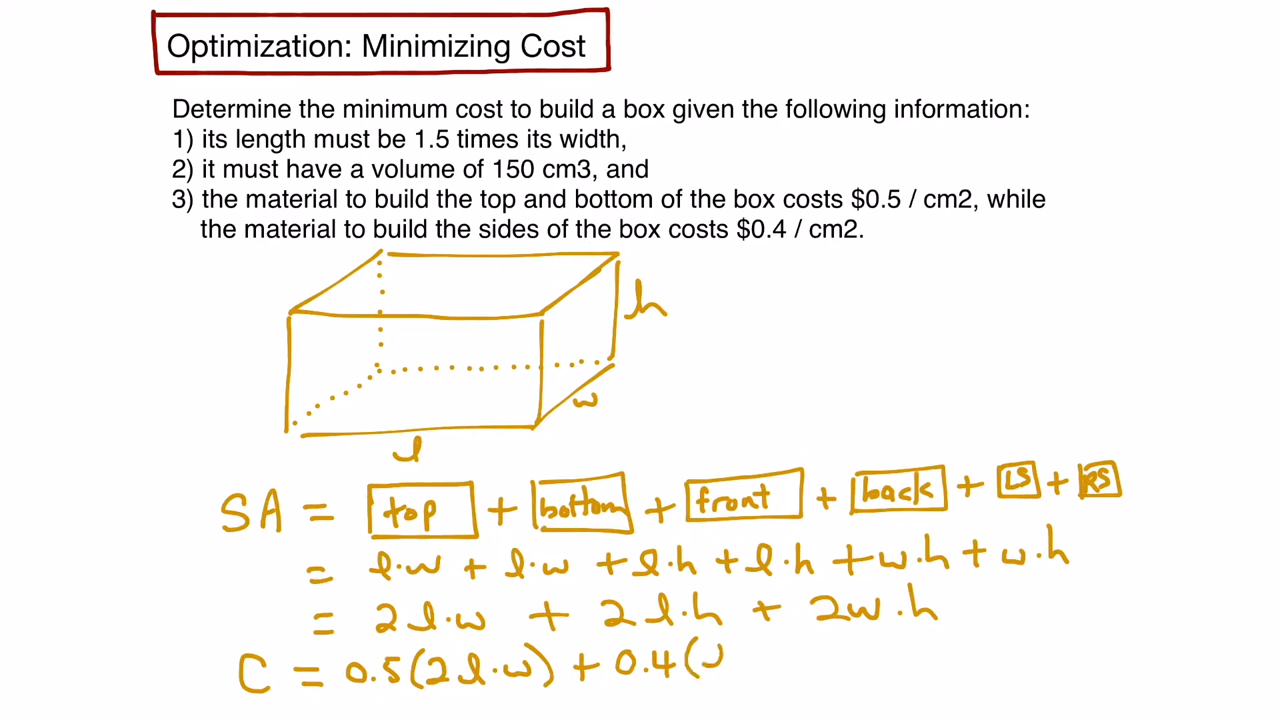 Optimization: Minimizing Cost
Determine the minimum cost to build a box given the following information:
1) its length must be 1.5 times its width,
2) it must have a volume of 150 cm3, and
3) the material to build the top and bottom of the box costs $0.5 / cm2, while
the material to build the sides of the box costs $0.4 / cm2.
h
w
l
SA = top + bottom + front + back + LS + RS
= l·w + l·w + l·h + l·h + w·h + w·h
= 2l·w + 2l·h + 2w·h
C = 0.5(2l·w) + 0.4(